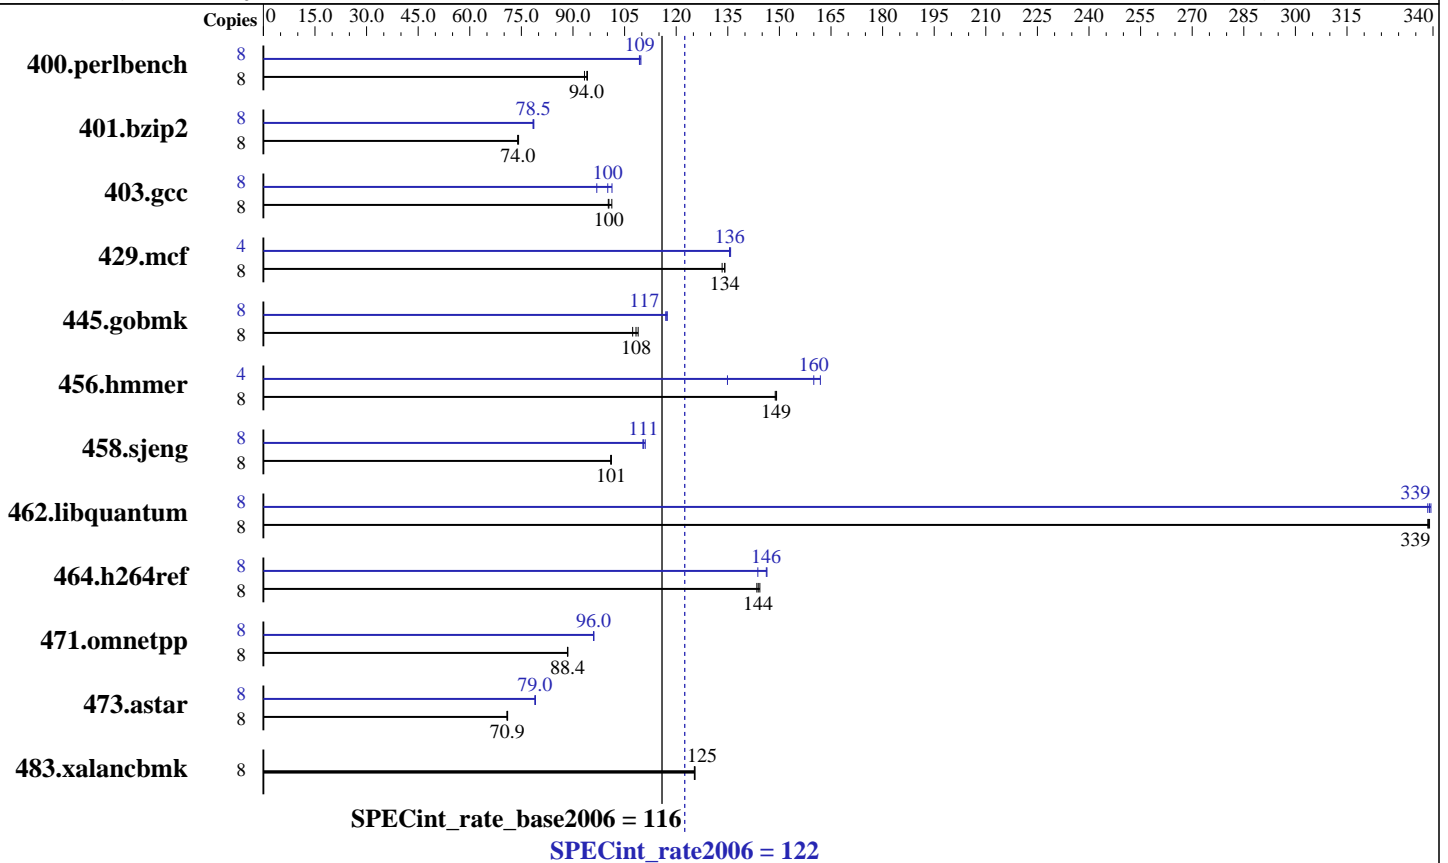 Copies 0 15.0 30.0 45.0 60.0 75.0 90.0 105 120 135 150 165 180 195 210 225 240 255 270 285 300 315 340
400.perlbench 8 109
8 94.0
401.bzip2 8 78.5
8 74.0
403.gcc 8 100
8 100
429.mcf 4 136
8 134
445.gobmk 8 117
8 108
456.hmmer 4 160
8 149
458.sjeng 8 111
8 101
462.libquantum 8 339
8 339
464.h264ref 8 146
8 144
471.omnetpp 8 96.0
8 88.4
473.astar 8 79.0
8 70.9
483.xalancbmk 8 125
SPECint_rate_base2006 = 116
SPECint_rate2006 = 122